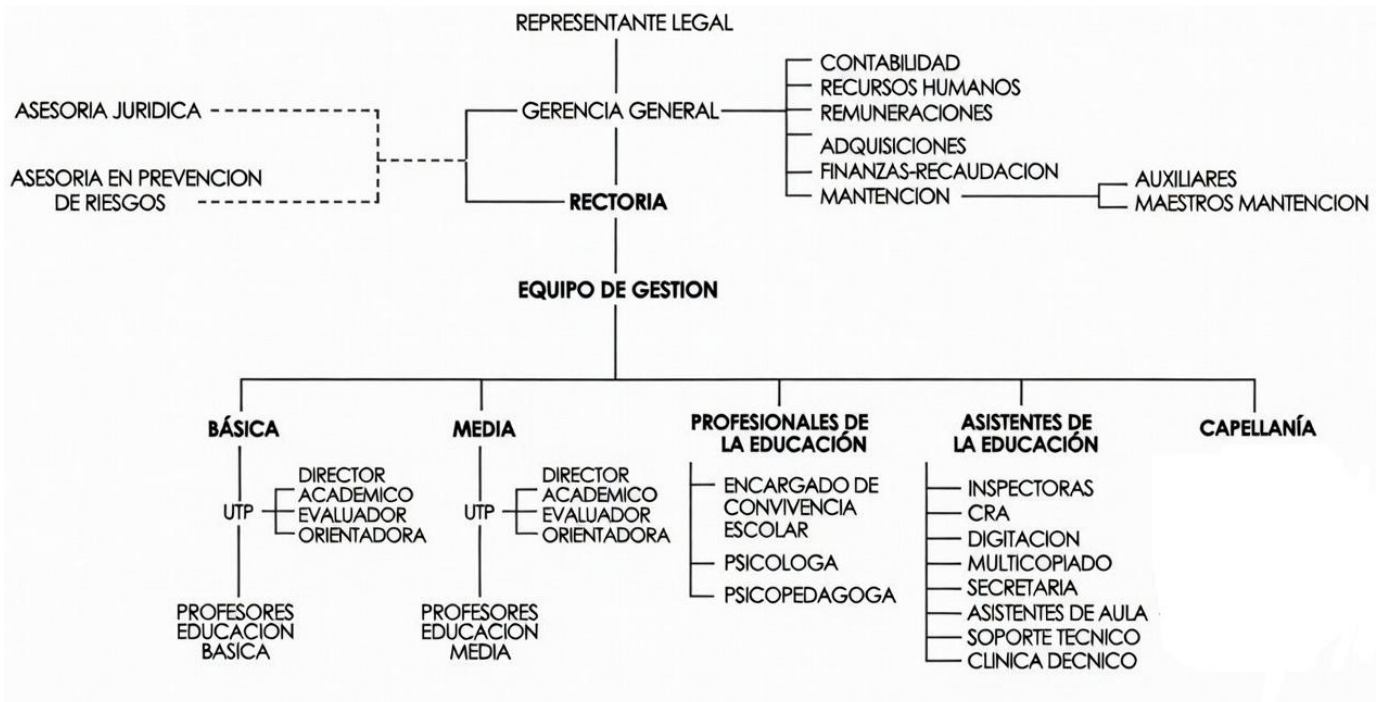 REPRESENTANTE LEGAL
ASESORIA JURIDICA
GERENCIA GENERAL
CONTABILIDAD
RECURSOS HUMANOS
REMUNERACIONES
ADQUISICIONES
FINANZAS-RECAUDACION
MANTENCION
AUXILIARES
MAESTROS MANTENCION
ASESORIA EN PREVENCION
DE RIESGOS
RECTORIA
EQUIPO DE GESTION
BÁSICA
UTP
DIRECTOR
ACADEMICO
EVALUADOR
ORIENTADORA
PROFESORES
EDUCACION
BASICA
MEDIA
UTP
DIRECTOR
ACADEMICO
EVALUADOR
ORIENTADORA
PROFESORES
EDUCACION
MEDIA
PROFESIONALES DE
LA EDUCACIÓN
ENCARGADO DE
CONVIVENCIA
ESCOLAR
PSICOLOGA
PSICOPEDAGOGA
ASISTENTES DE
LA EDUCACIÓN
INSPECTORAS
CRA
DIGITACION
MULTICOPIADO
SECRETARIA
ASISTENTES DE AULA
SOPORTE TECNICO
CLINICA DECNICO
CAPELLANÍA